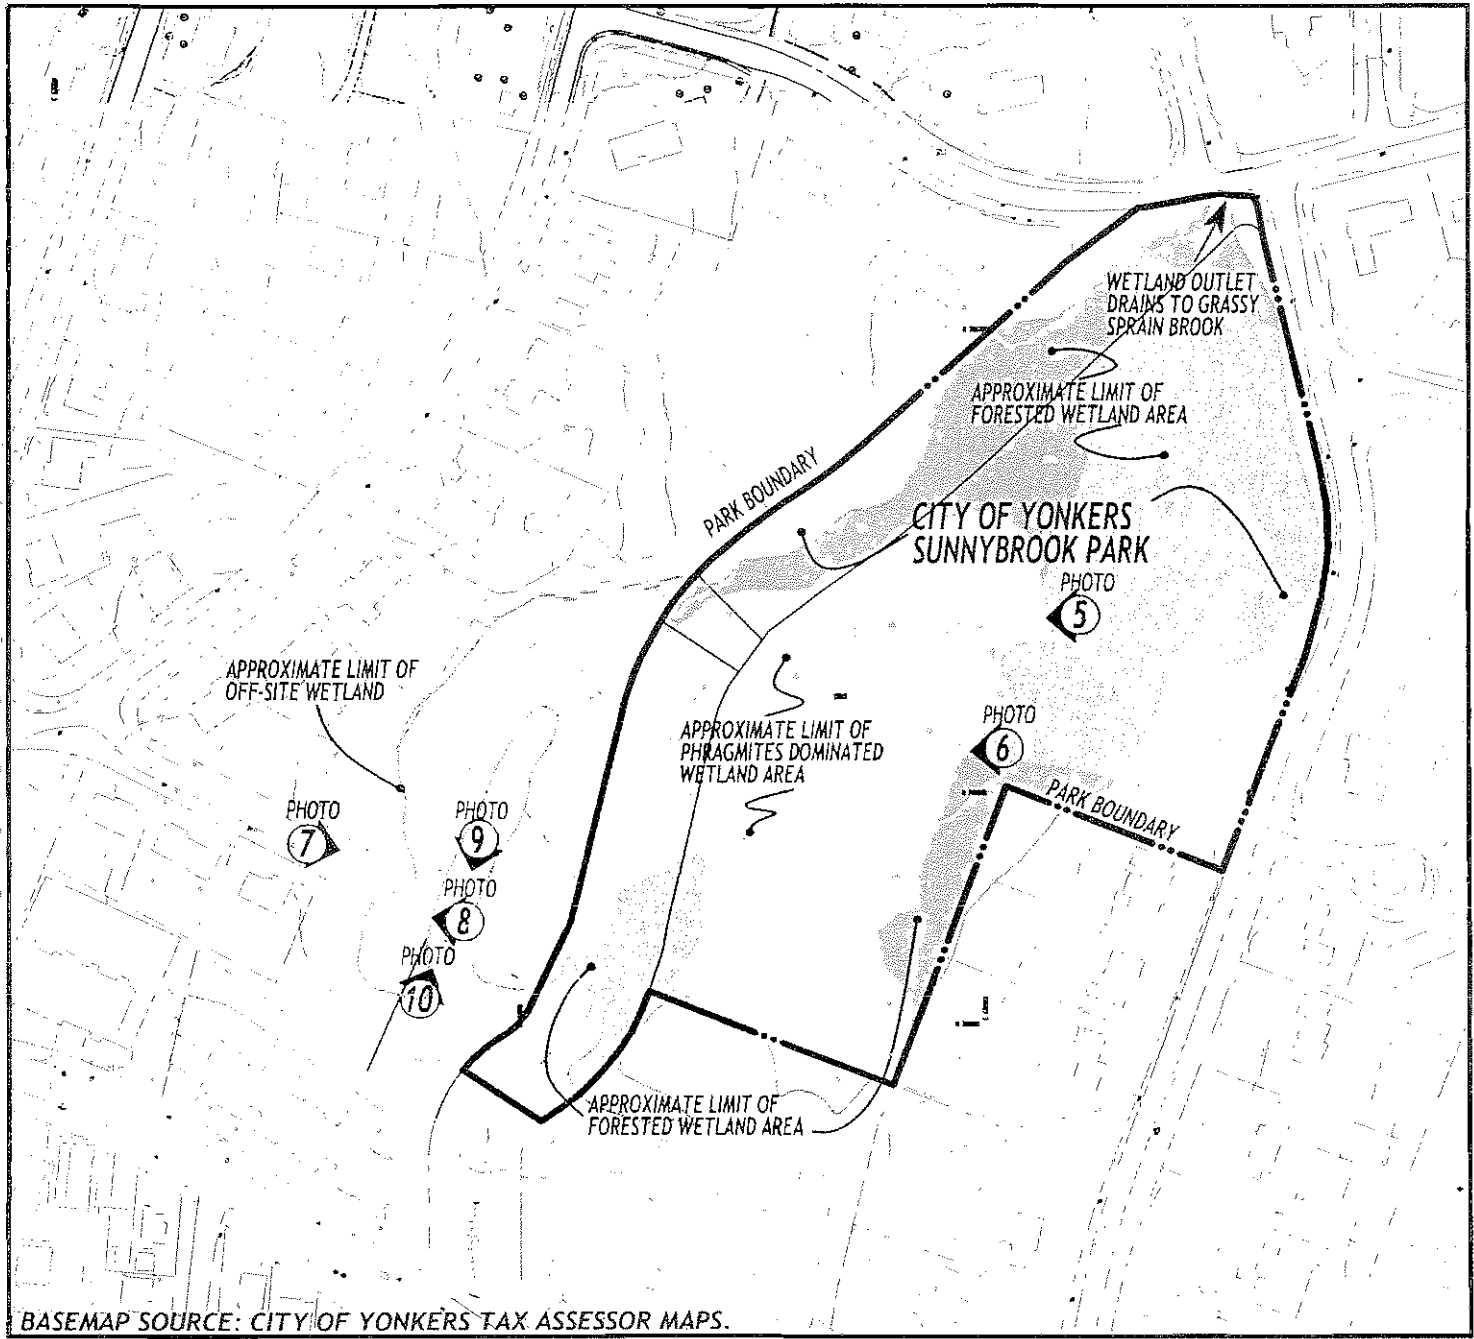 WETLAND OUTLET
DRAINS TO GRASSY
SPRAIN BROOK
APPROXIMATE LIMIT OF
FORESTED WETLAND AREA
PARK BOUNDARY
CITY OF YONKERS
SUNNYBROOK PARK
PHOTO
5
APPROXIMATE LIMIT OF
OFF-SITE WETLAND
APPROXIMATE LIMIT OF
PHRAGMITES DOMINATED
WETLAND AREA
PHOTO
6
PARK BOUNDARY
PHOTO
7
PHOTO
9
PHOTO
8
PHOTO
10
APPROXIMATE LIMIT OF
FORESTED WETLAND AREA
BASEMAP SOURCE: CITY OF YONKERS TAX ASSESSOR MAPS.